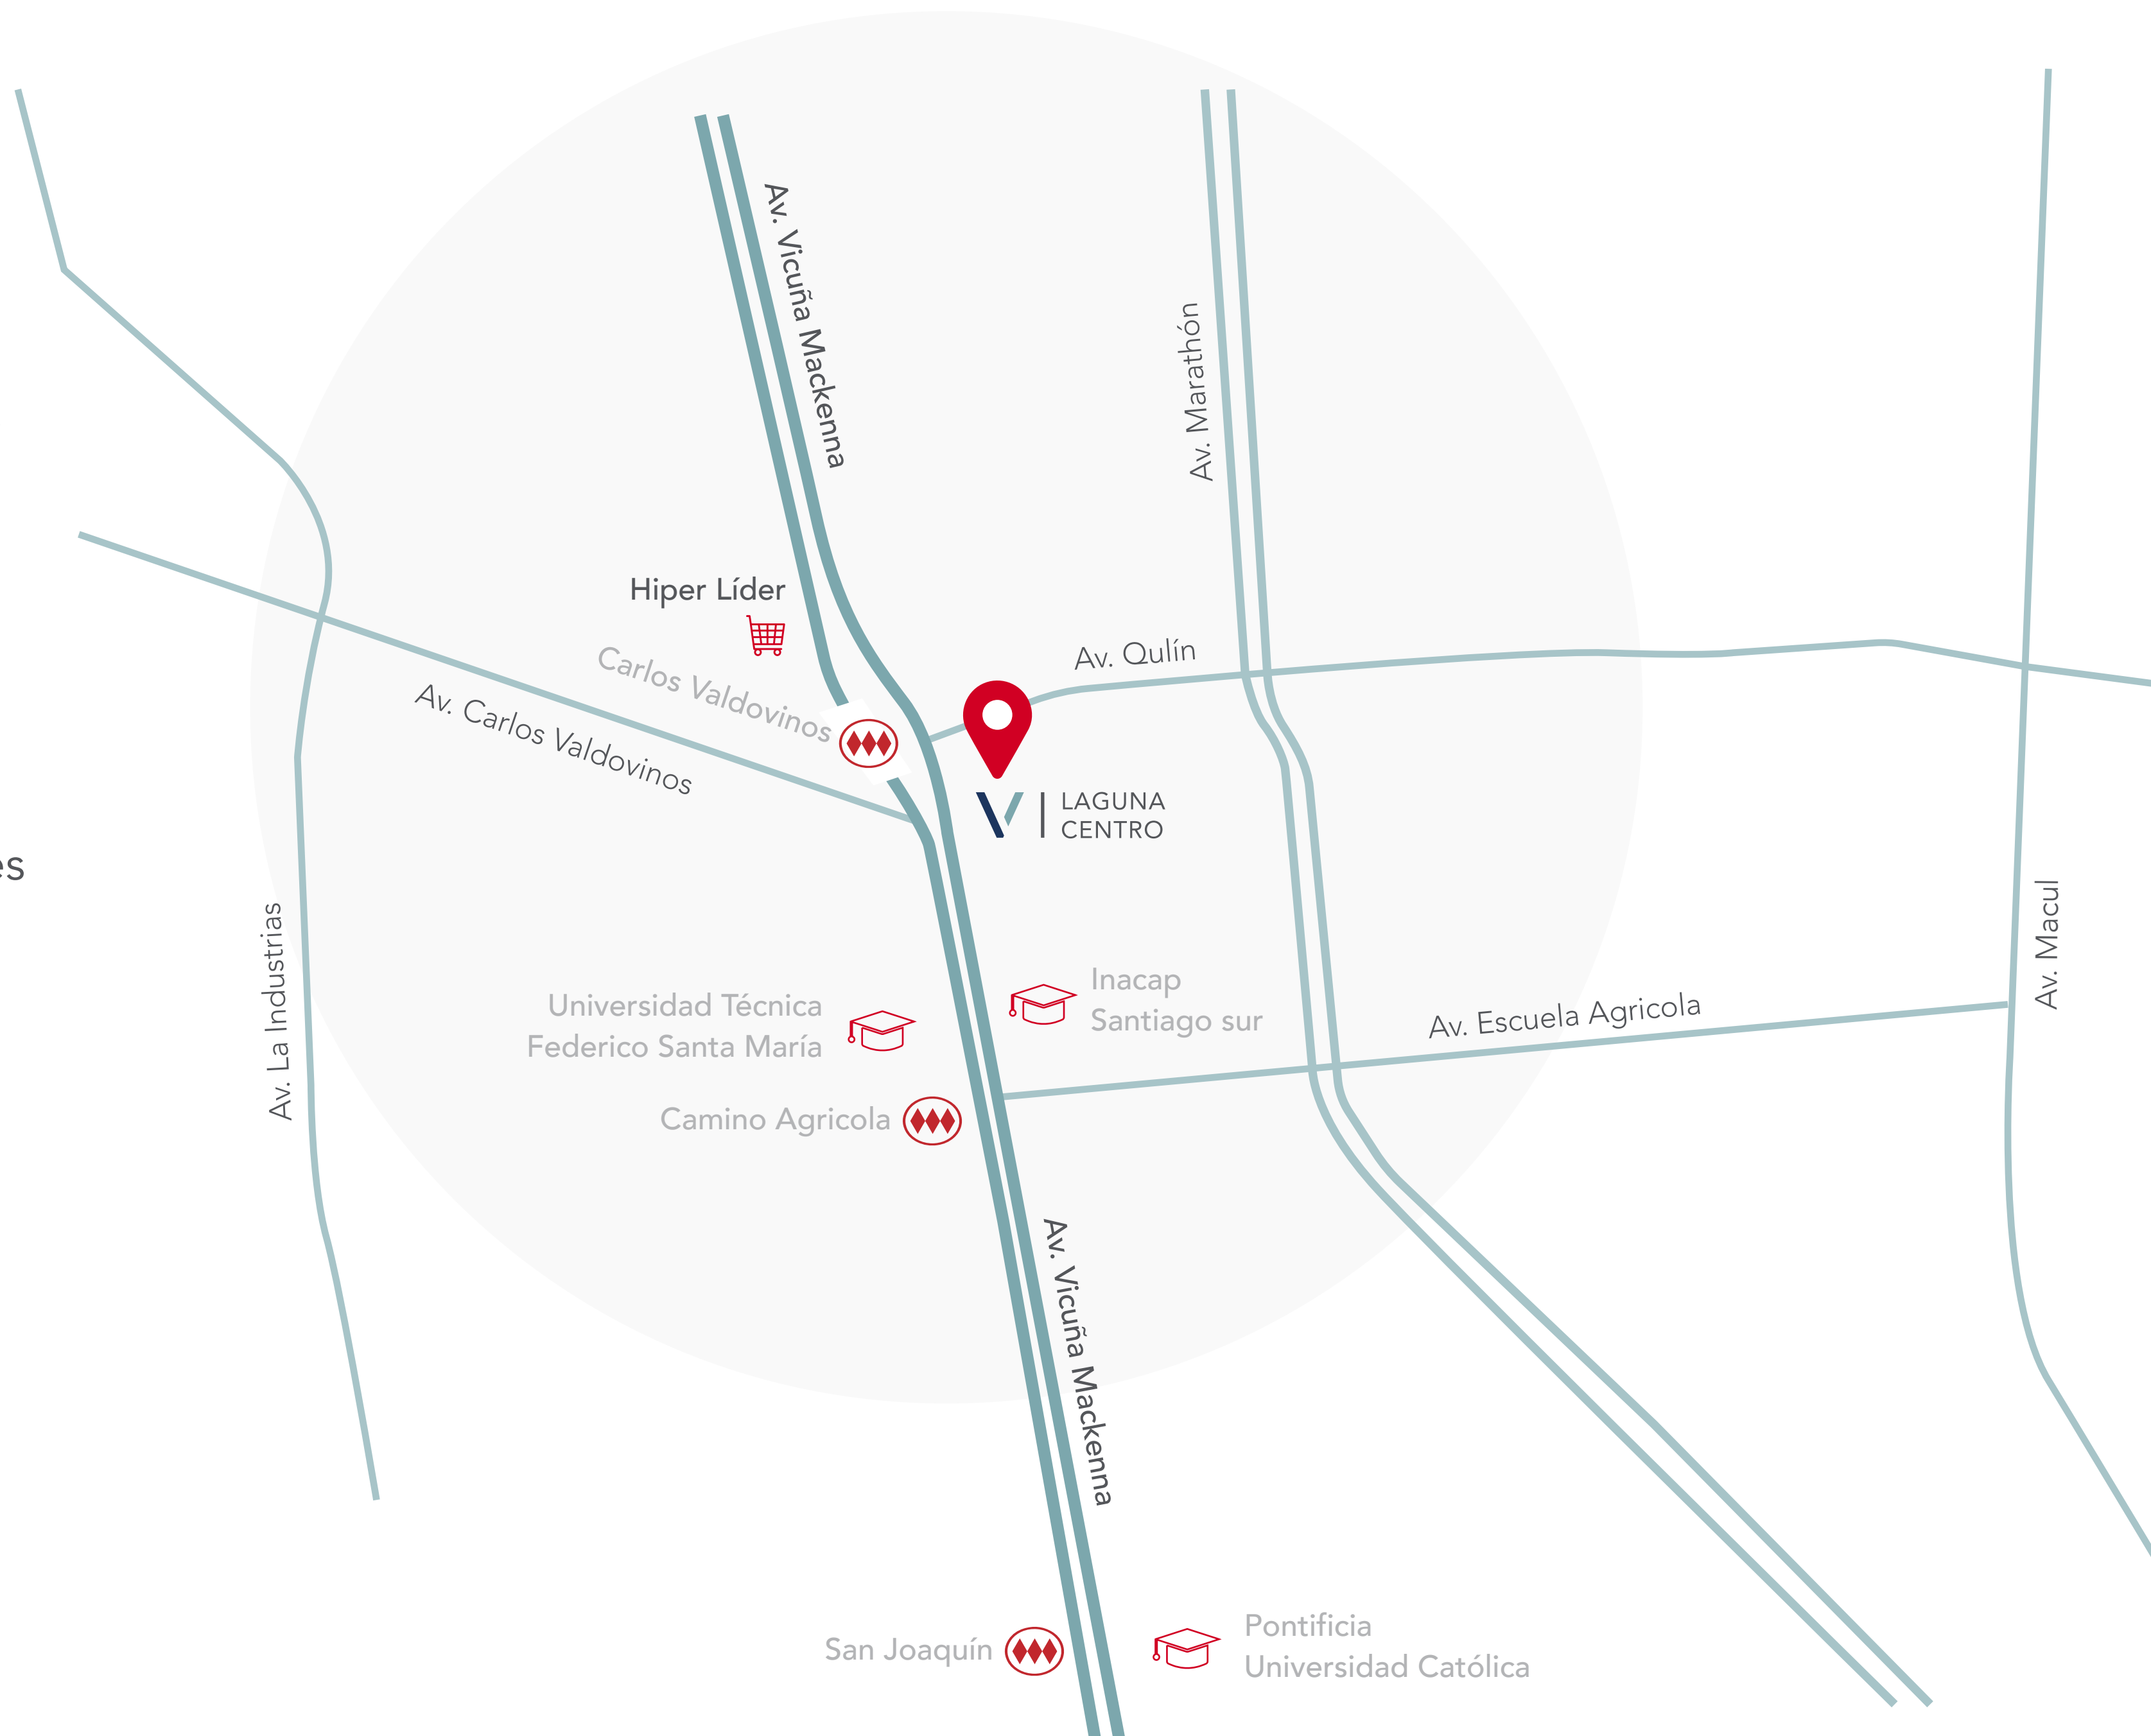 Av. Vicuña Mackenna
Av. Marathón
Hiper Líder
Carlos Valdovinos
Av. Qulín
Av. Carlos Valdovinos
LAGUNA
CENTRO
es
Av. La Industrias
Av. Macul
Inacap
Santiago sur
Universidad Técnica
Federico Santa María
Av. Escuela Agricola
Camino Agricola
Av. Vicuña Mackenna
San Joaquín
Pontificia
Universidad Católica